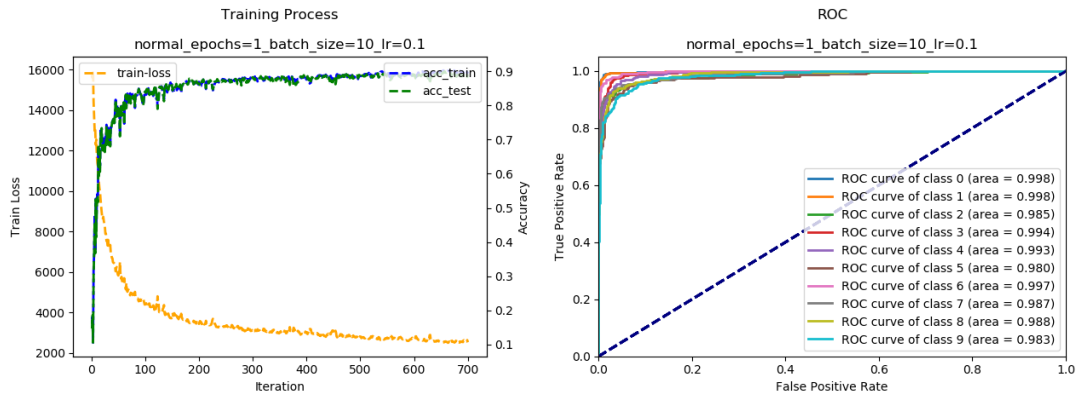 Training Process
normal_epochs=1_batch_size=10_lr=0.1
train-loss
acc_train
acc_test
16000
14000
12000
10000
8000
6000
4000
2000
Train Loss
0.9
0.8
0.7
0.6
0.5
0.4
0.3
0.2
0.1
Accuracy
0 100 200 300 400 500 600 700
Iteration
ROC
normal_epochs=1_batch_size=10_lr=0.1
1.0
0.8
0.6
0.4
0.2
0.0
True Positive Rate
ROC curve of class 0 (area = 0.998)
ROC curve of class 1 (area = 0.998)
ROC curve of class 2 (area = 0.985)
ROC curve of class 3 (area = 0.994)
ROC curve of class 4 (area = 0.993)
ROC curve of class 5 (area = 0.980)
ROC curve of class 6 (area = 0.997)
ROC curve of class 7 (area = 0.987)
ROC curve of class 8 (area = 0.988)
ROC curve of class 9 (area = 0.983)
0.0 0.2 0.4 0.6 0.8 1.0
False Positive Rate